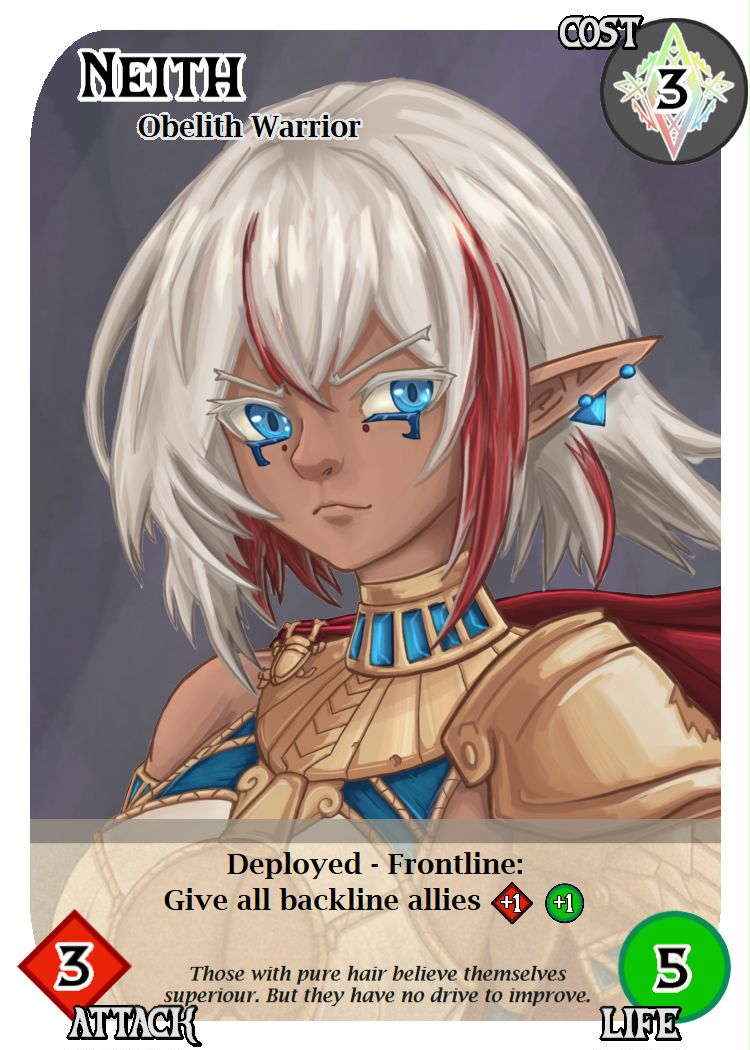 COST
NEITH
3
Obelith Warrior
Deployed - Frontline:
Give all backline allies +1 +1
3
5
Those with pure hair believe themselves
superiour. But they have no drive to improve.
ATTACK
LIFE